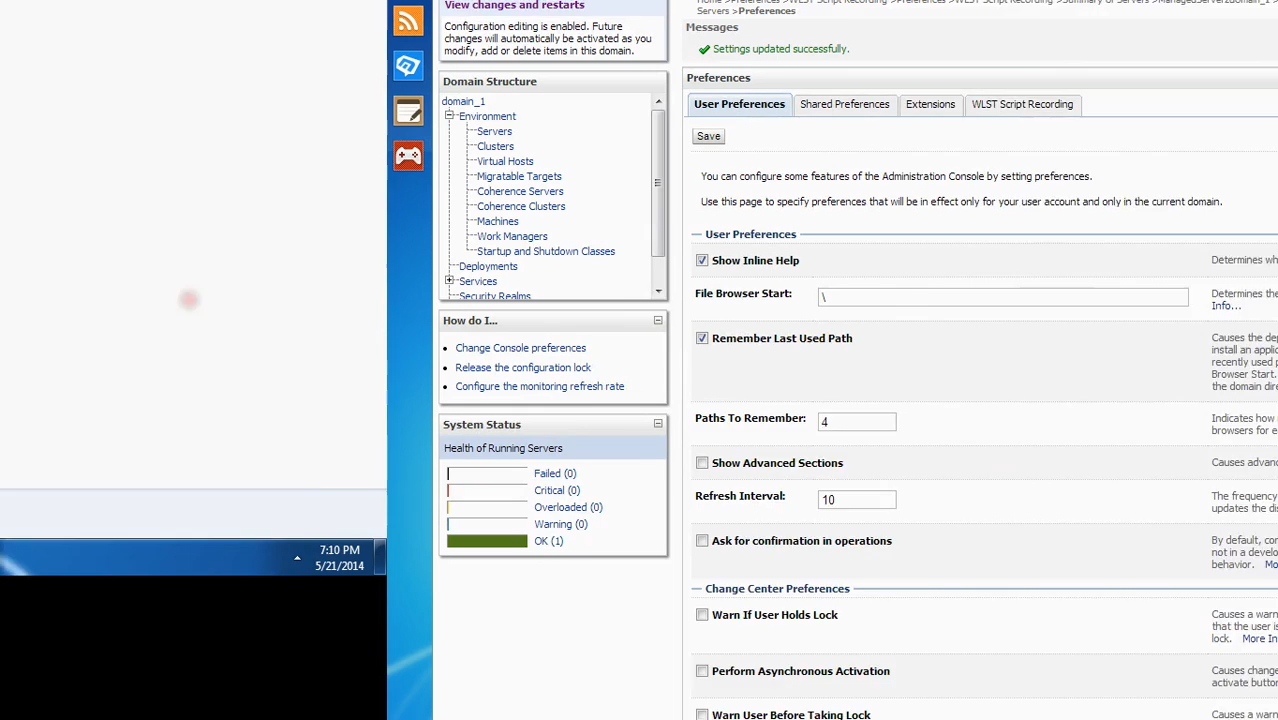 View changes and restarts
Configuration editing is enabled. Future
changes will automatically be activated as you
modify, add or delete items in this domain.
Domain Structure
domain_1
Environment
Servers
Clusters
Virtual Hosts
Migratable Targets
Coherence Servers
Coherence Clusters
Machines
Work Managers
Startup and Shutdown Classes
Deployments
Services
Security Realms
How do I...
Change Console preferences
Release the configuration lock
Configure the monitoring refresh rate
System Status
Health of Running Servers
Failed (0)
Critical (0)
Overloaded (0)
Warning (0)
OK (1)
7:10 PM
5/21/2014
Servers >Preferences
Messages
Settings updated successfully.
Preferences
User Preferences Shared Preferences Extensions WLST Script Recording
Save
You can configure some features of the Administration Console by setting preferences.
Use this page to specify preferences that will be in effect only for your user account and only in the current domain.
User Preferences
Show Inline Help Determines wh
File Browser Start: \ Determines the
Info...
Remember Last Used Path Causes the dep
install an applic
recently used p
Browser Start.
the domain dire
Paths To Remember: 4 Indicates how
browsers for e
Show Advanced Sections Causes advan
Refresh Interval: 10 The frequency
updates the dis
Ask for confirmation in operations By default, con
not in a develo
behavior. Mo
Change Center Preferences
Warn If User Holds Lock Causes a warn
that the user is
lock. More In
Perform Asynchronous Activation Causes change
activate button
Warn User Before Taking Lock Causes a warn